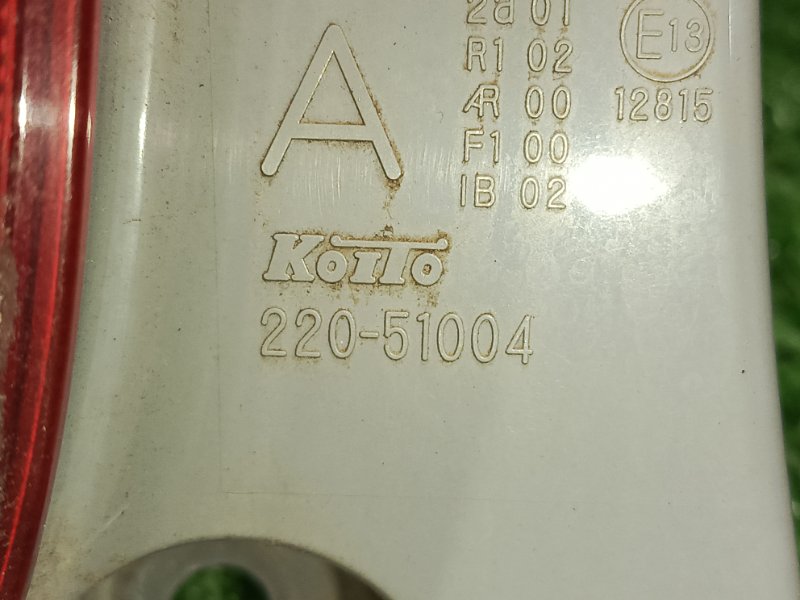 A
2a 01
R1 02
AR 00
F1 00
IB 02
E13
12815
KoiTo
220-51004